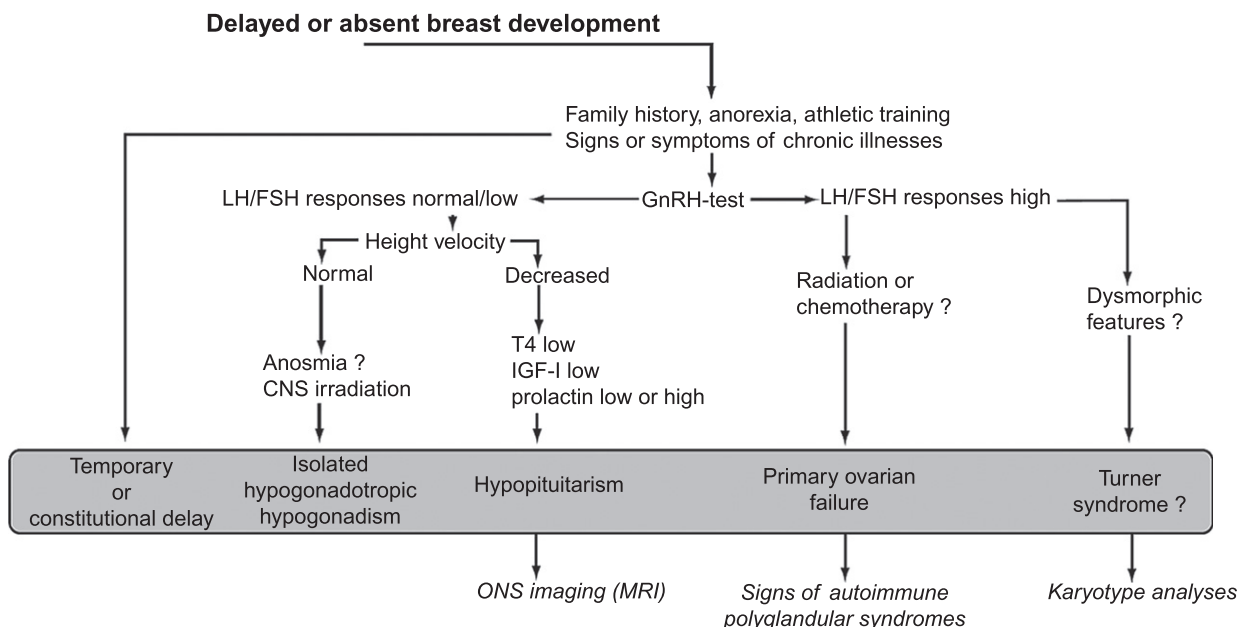 Delayed or absent breast development
Family history, anorexia, athletic training
Signs or symptoms of chronic illnesses
LH/FSH responses normal/low
GnRH-test
LH/FSH responses high
Height velocity
Normal
Decreased
Radiation or
chemotherapy ?
Dysmorphic
features ?
Anosmia ?
CNS irradiation
T4 low
IGF-I low
prolactin low or high
Temporary
or
constitutional delay
Isolated
hypogonadotropic
hypogonadism
Hypopituitarism
Primary ovarian
failure
Turner
syndrome ?
ONS imaging (MRI)
Signs of autoimmune
polyglandular syndromes
Karyotype analyses